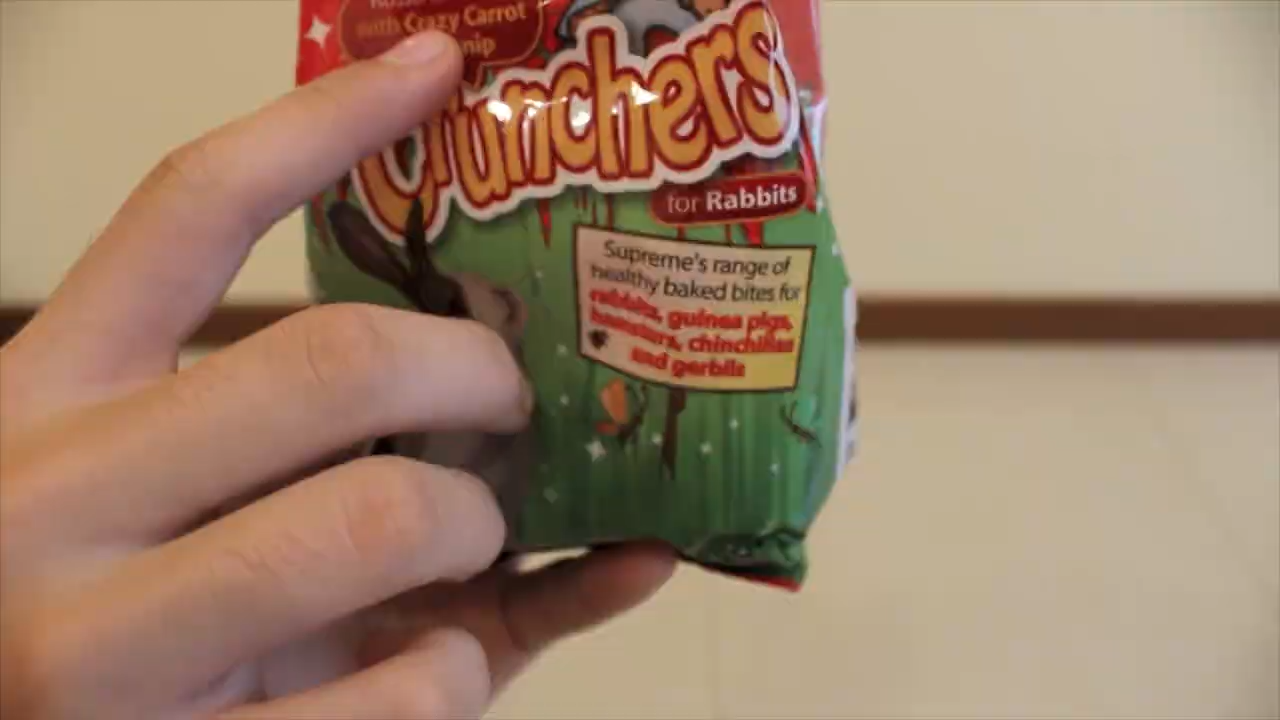 with Crazy Carrot
Crunchers
for Rabbits
Supreme's range of
healthy baked bites for
rabbits, guinea pigs,
hamsters, chinchillas
and gerbils